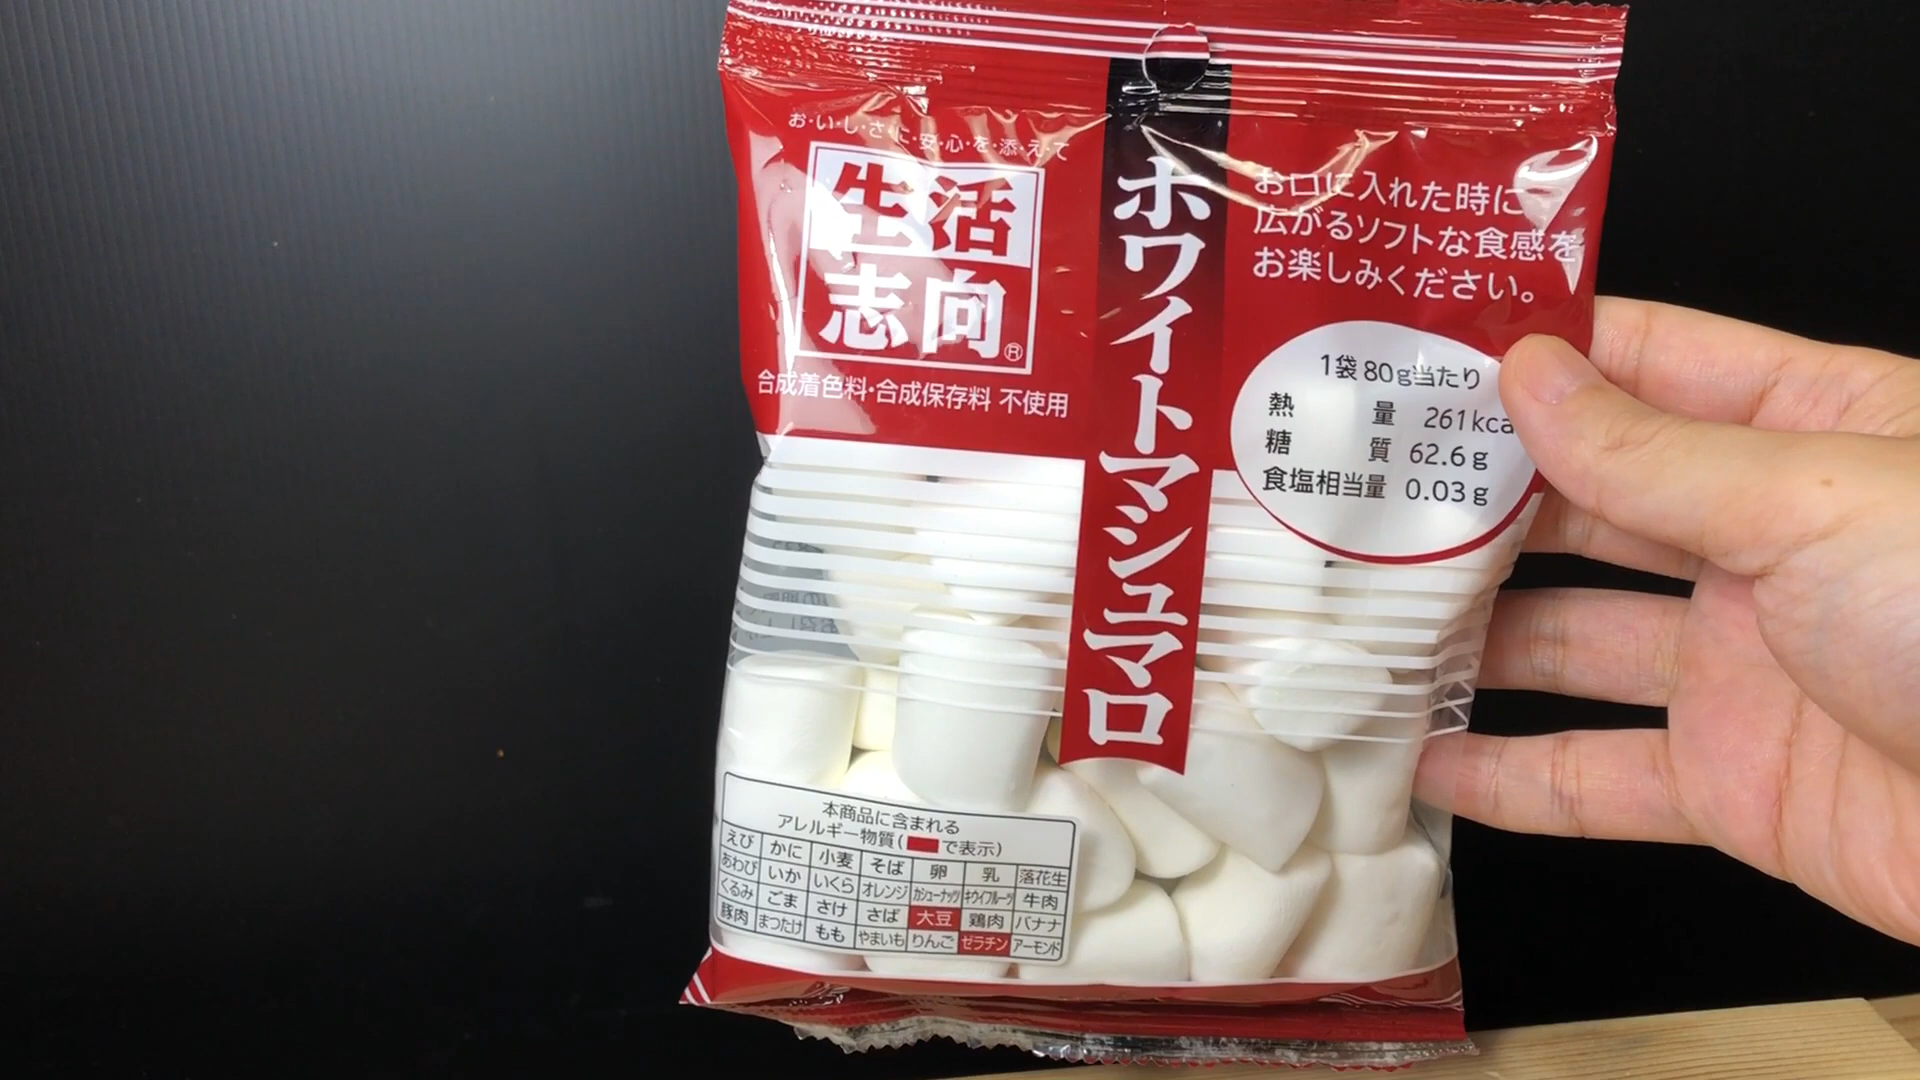 お・い・し・さ・に・安・心・を・添・え・て
生活
志向®
合成着色料・合成保存料 不使用
ホワイトマシュマロ
お口に入れた時に
広がるソフトな食感を
お楽しみください。
1袋80g当たり
熱量 261kca
糖質 62.6g
食塩相当量 0.03g
本商品に含まれる
アレルギー物質(で表示)
えび かに 小麦 そば 卵 乳 落花生
あわび いか いくら オレンジ カシューナッツ キウイフルーツ 牛肉
くるみ ごま さけ さば 大豆 鶏肉 バナナ
豚肉 まつたけ もも やまいも りんご ゼラチン アーモンド